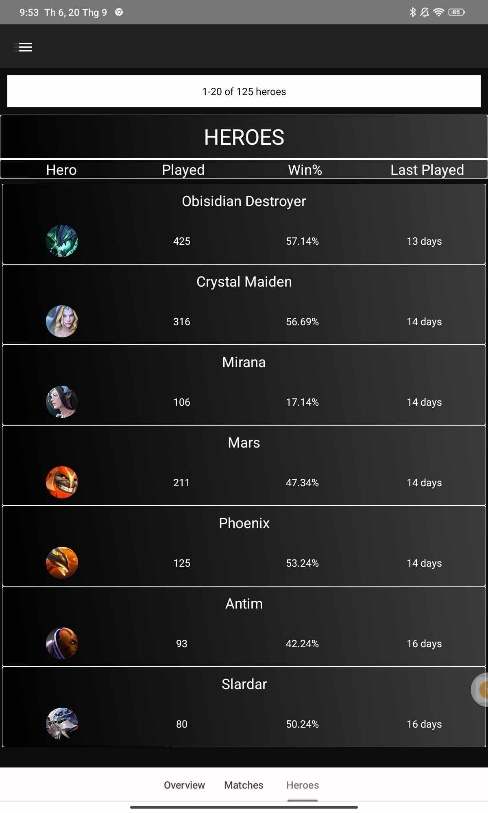 9:53 Th 6, 20 Thg 9
85
1-20 of 125 heroes
HEROES
Hero Played Win% Last Played
Obisidian Destroyer
425 57.14% 13 days
Crystal Maiden
316 56.69% 14 days
Mirana
106 17.14% 14 days
Mars
211 47.34% 14 days
Phoenix
125 53.24% 14 days
Antim
93 42.24% 16 days
Slardar
80 50.24% 16 days
Overview Matches Heroes